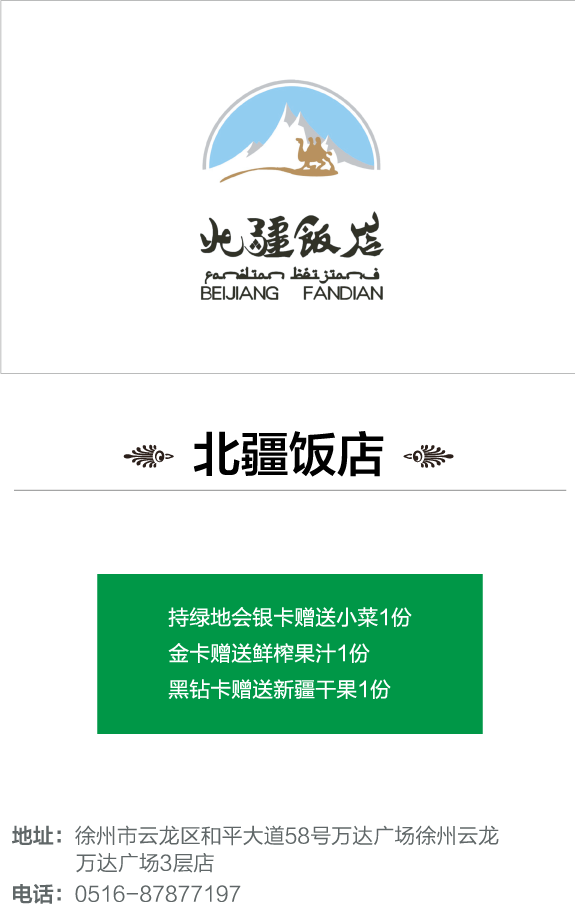 北疆饭店
BEIJIANG FANDIAN
北疆饭店
持绿地会银卡赠送小菜1份
金卡赠送鲜榨果汁1份
黑钻卡赠送新疆干果1份
地址：徐州市云龙区和平大道58号万达广场徐州云龙
万达广场3层店
电话：0516-87877197